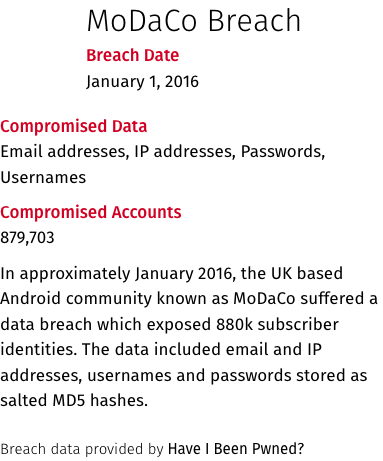 MoDaCo Breach
Breach Date
January 1, 2016
Compromised Data
Email addresses, IP addresses, Passwords,
Usernames
Compromised Accounts
879,703
In approximately January 2016, the UK based
Android community known as MoDaCo suffered a
data breach which exposed 880k subscriber
identities. The data included email and IP
addresses, usernames and passwords stored as
salted MD5 hashes.
Breach data provided by Have I Been Pwned?